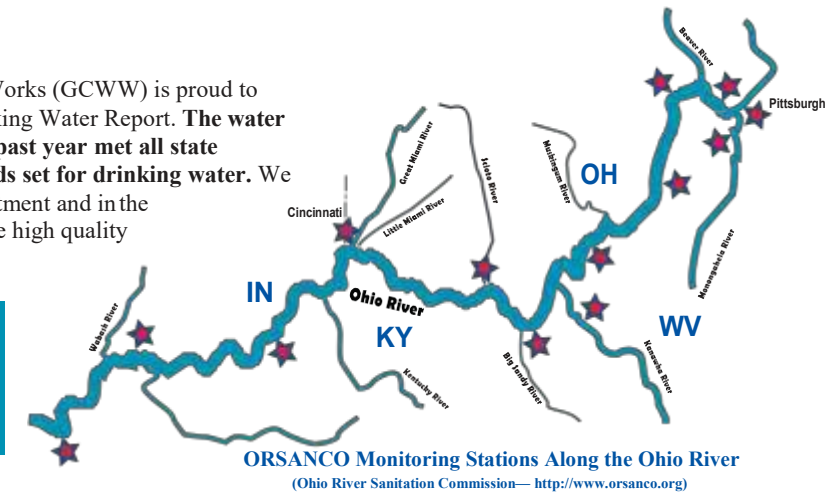 Works (GCWW) is proud to
king Water Report. The water
past year met all state
ds set for drinking water. We
tment and in the
e high quality
Beaver River
Pittsburgh
Great Miami River
Scioto River
Muskingum River
OH
Cincinnati
Little Miami River
Monongahela River
IN
Ohio River
KY
WV
Wabash River
Kentucky River
Big Sandy River
Kanawha River
ORSANCO Monitoring Stations Along the Ohio River
(Ohio River Sanitation Commission— http://www.orsanco.org)